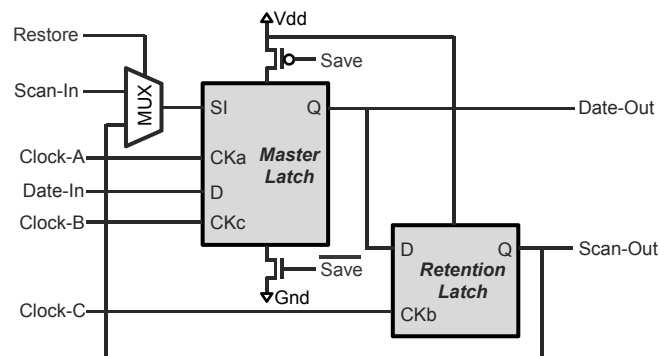 Vdd
Restore
Save
Scan-In
MUX
SI
Q
Date-Out
Clock-A
CKa
Master
Latch
Date-In
D
Clock-B
CKc
D
Q
Scan-Out
Save
Retention
Latch
Gnd
Clock-C
CKb